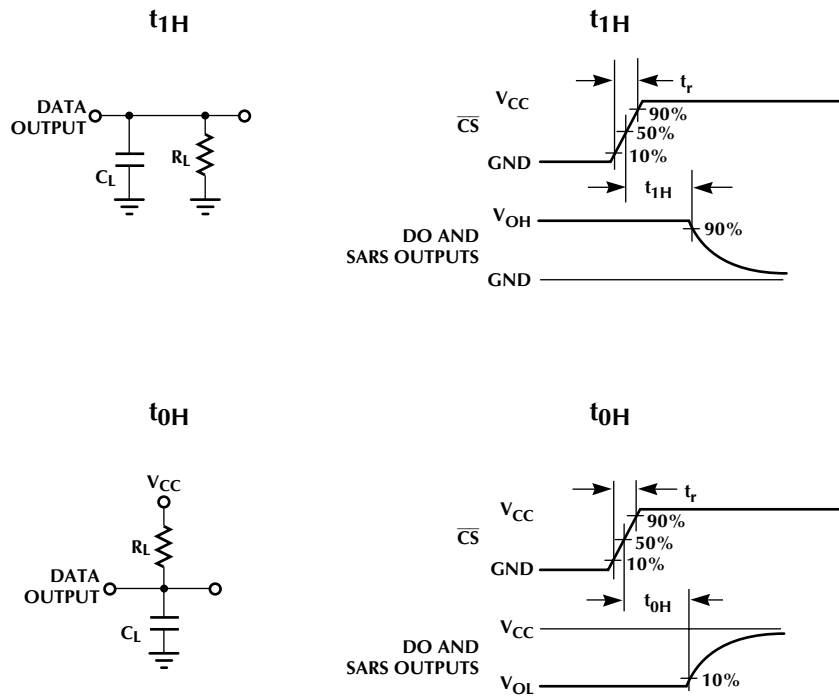 t1H
DATA
OUTPUT
CL
RL
t1H
tr
VCC
CS
90%
50%
10%
GND
t1H
VOH
DO AND
SARS OUTPUTS
90%
GND
t0H
VCC
RL
DATA
OUTPUT
CL
t0H
tr
VCC
CS
90%
50%
10%
GND
t0H
VCC
DO AND
SARS OUTPUTS
10%
VOL